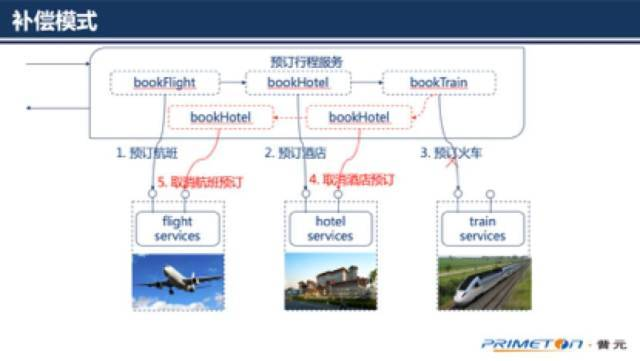 补偿模式
预订行程服务
bookFlight
bookHotel
bookTrain
bookHotel
bookHotel
1. 预订航班
2. 预订酒店
3. 预订火车
5. 取消航班预订
4. 取消酒店预订
flight
services
hotel
services
train
services
PRIMETON · 普元